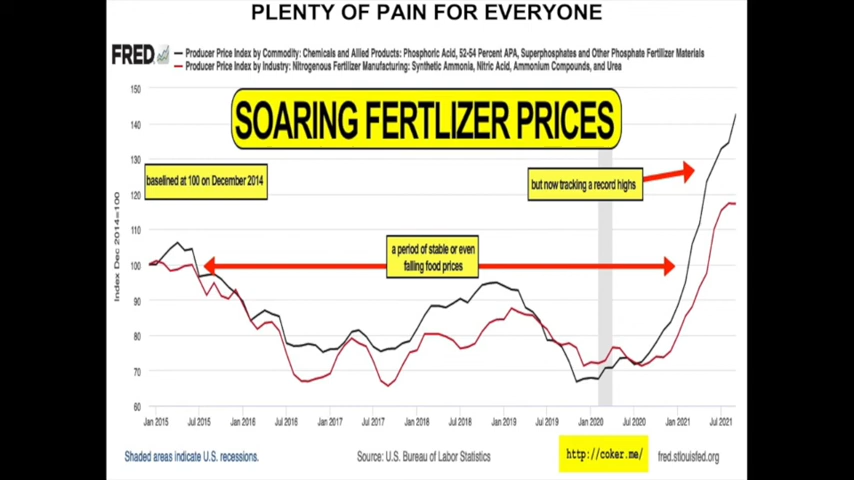 PLENTY OF PAIN FOR EVERYONE
FRED
Producer Price Index by Commodity: Chemicals and Allied Products: Phosphoric Acid, 52-54 Percent APA, Superphosphates and Other Phosphate Fertilizer Materials
Producer Price Index by Industry: Nitrogenous Fertilizer Manufacturing: Synthetic Ammonia, Nitric Acid, Ammonium Compounds, and Urea
150
SOARING FERTLIZER PRICES
140
130
baselined at 100 on December 2014
but now tracking a record highs
120
110
a period of stable or even
falling food prices
100
90
80
70
60
Index Dec 2014=100
Jan 2015
Jul 2015
Jan 2016
Jul 2016
Jan 2017
Jul 2017
Jan 2018
Jul 2018
Jan 2019
Jul 2019
Jan 2020
Jul 2020
Jan 2021
Jul 2021
Shaded areas indicate U.S. recessions.
Source: U.S. Bureau of Labor Statistics
http://coker.me/
fred.stlouisfed.org